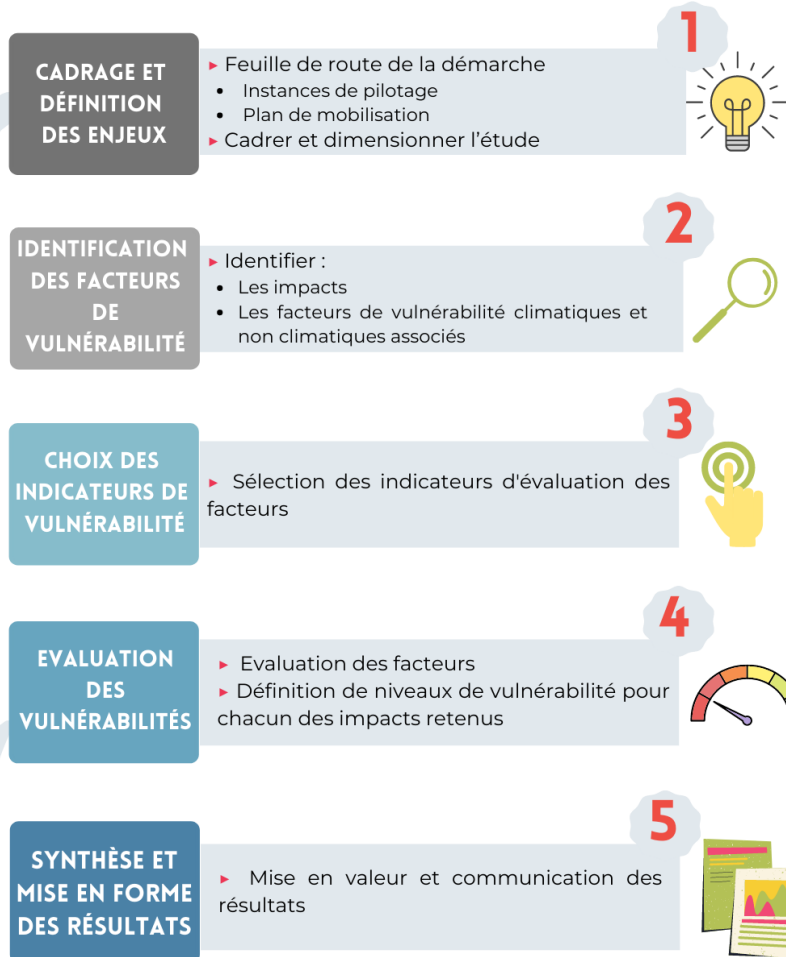 1
CADRAGE ET
DÉFINITION
DES ENJEUX
► Feuille de route de la démarche
• Instances de pilotage
• Plan de mobilisation
► Cadrer et dimensionner l’étude
2
IDENTIFICATION
DES FACTEURS
DE
VULNÉRABILITÉ
► Identifier :
• Les impacts
• Les facteurs de vulnérabilité climatiques et
non climatiques associés
3
CHOIX DES
INDICATEURS DE
VULNÉRABILITÉ
► Sélection des indicateurs d'évaluation des
facteurs
4
EVALUATION
DES
VULNÉRABILITÉS
► Evaluation des facteurs
► Définition de niveaux de vulnérabilité pour
chacun des impacts retenus
5
SYNTHÈSE ET
MISE EN FORME
DES RÉSULTATS
► Mise en valeur et communication des
résultats